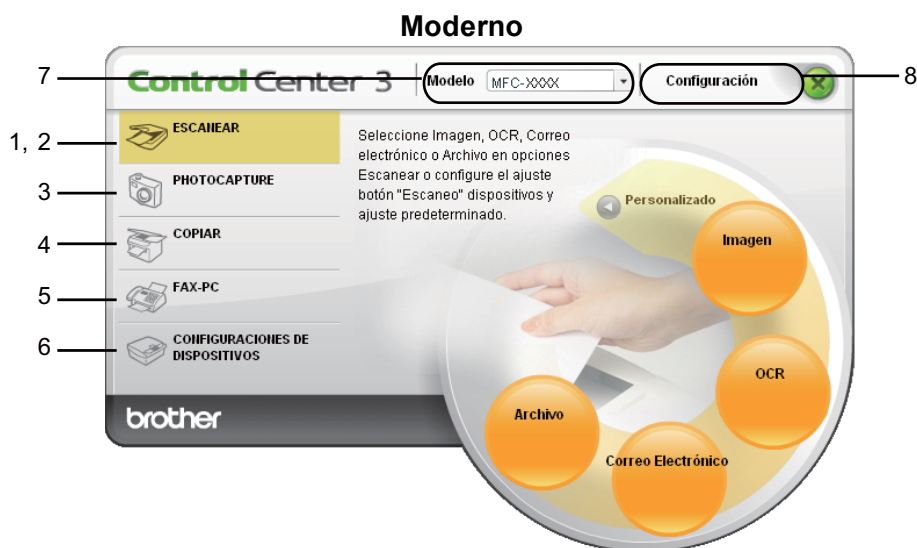 Moderno
7
Control Center 3
Modelo
MFC-XXXX
Configuración
8
1, 2
ESCANEAR
3
PHOTOCAPTURE
4
COPIAR
5
FAX-PC
6
CONFIGURACIONES DE
DISPOSITIVOS
brother
Seleccione Imagen, OCR, Correo
electrónico o Archivo en opciones
Escanear o configure el ajuste
botón "Escaneo" dispositivos y
ajuste predeterminado.
Personalizado
Imagen
OCR
Correo Electrónico
Archivo